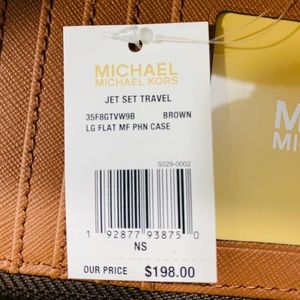 MICHAEL
MICHAEL KORS
JET SET TRAVEL
35F8GTVW9B BROWN
LG FLAT MF PHN CASE
S029-0002
1 92877 93875 0
NS
OUR PRICE $198.00
M
MIC